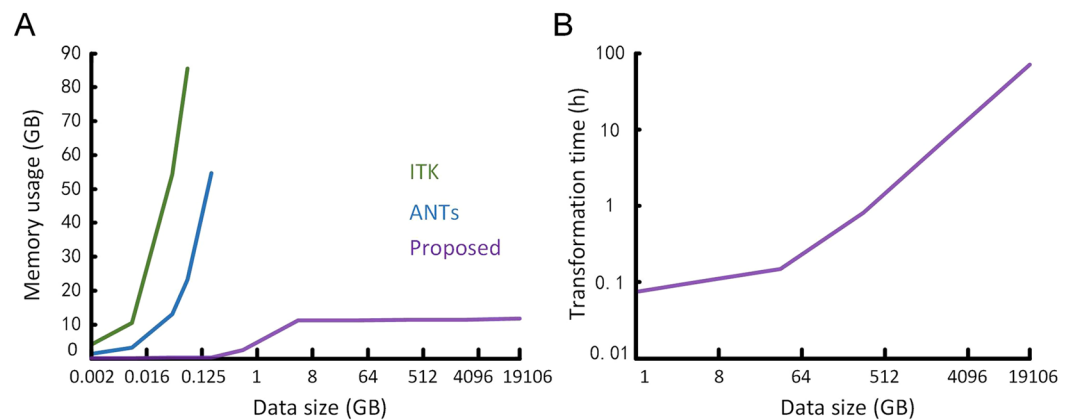 A
Memory usage (GB)
90
80
70
60
50
40
30
20
10
0
0.002 0.016 0.125 1 8 64 512 4096 19106
Data size (GB)
ITK
ANTs
Proposed
B
Transformation time (h)
100
10
1
0.1
0.01
1 8 64 512 4096 19106
Data size (GB)